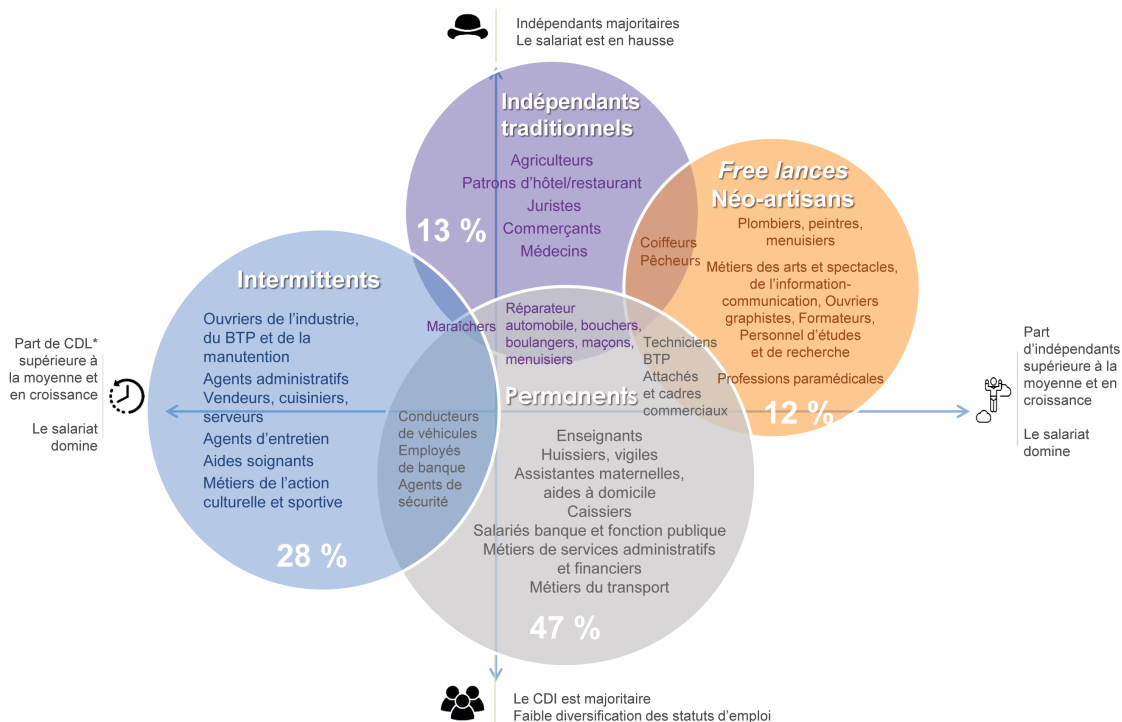 Indépendants majoritaires
Le salariat est en hausse
Indépendants
traditionnels
Agriculteurs
Patrons d'hôtel/restaurant
Juristes
Commerçants
Médecins
13 %
Free lances
Néo-artisans
Plombiers, peintres,
menuisiers
Métiers des arts et spectacles,
de l'information-
communication, Ouvriers
graphistes, Formateurs,
Personnel d'études
et de recherche
Professions paramédicales
12 %
Coiffeurs
Pêcheurs
Intermittents
Ouvriers de l'industrie,
du BTP et de la
manutention
Agents administratifs
Vendeurs, cuisiniers,
serveurs
Agents d'entretien
Aides soignants
Métiers de l'action
culturelle et sportive
28 %
Maraîchers
Réparateur
automobile, bouchers,
boulangers, maçons,
menuisiers
Techniciens
BTP
Attachés
et cadres
commerciaux
Conducteurs
de véhicules
Employés
de banque
Agents de
sécurité
Permanents
Enseignants
Huissiers, vigiles
Assistantes maternelles,
aides à domicile
Caissiers
Salariés banque et fonction publique
Métiers de services administratifs
et financiers
Métiers du transport
47 %
Part de CDL*
supérieure à
la moyenne et
en croissance
Le salariat
domine
Part
d'indépendants
supérieure à la
moyenne et en
croissance
Le salariat
domine
Le CDI est majoritaire
Faible diversification des statuts d'emploi